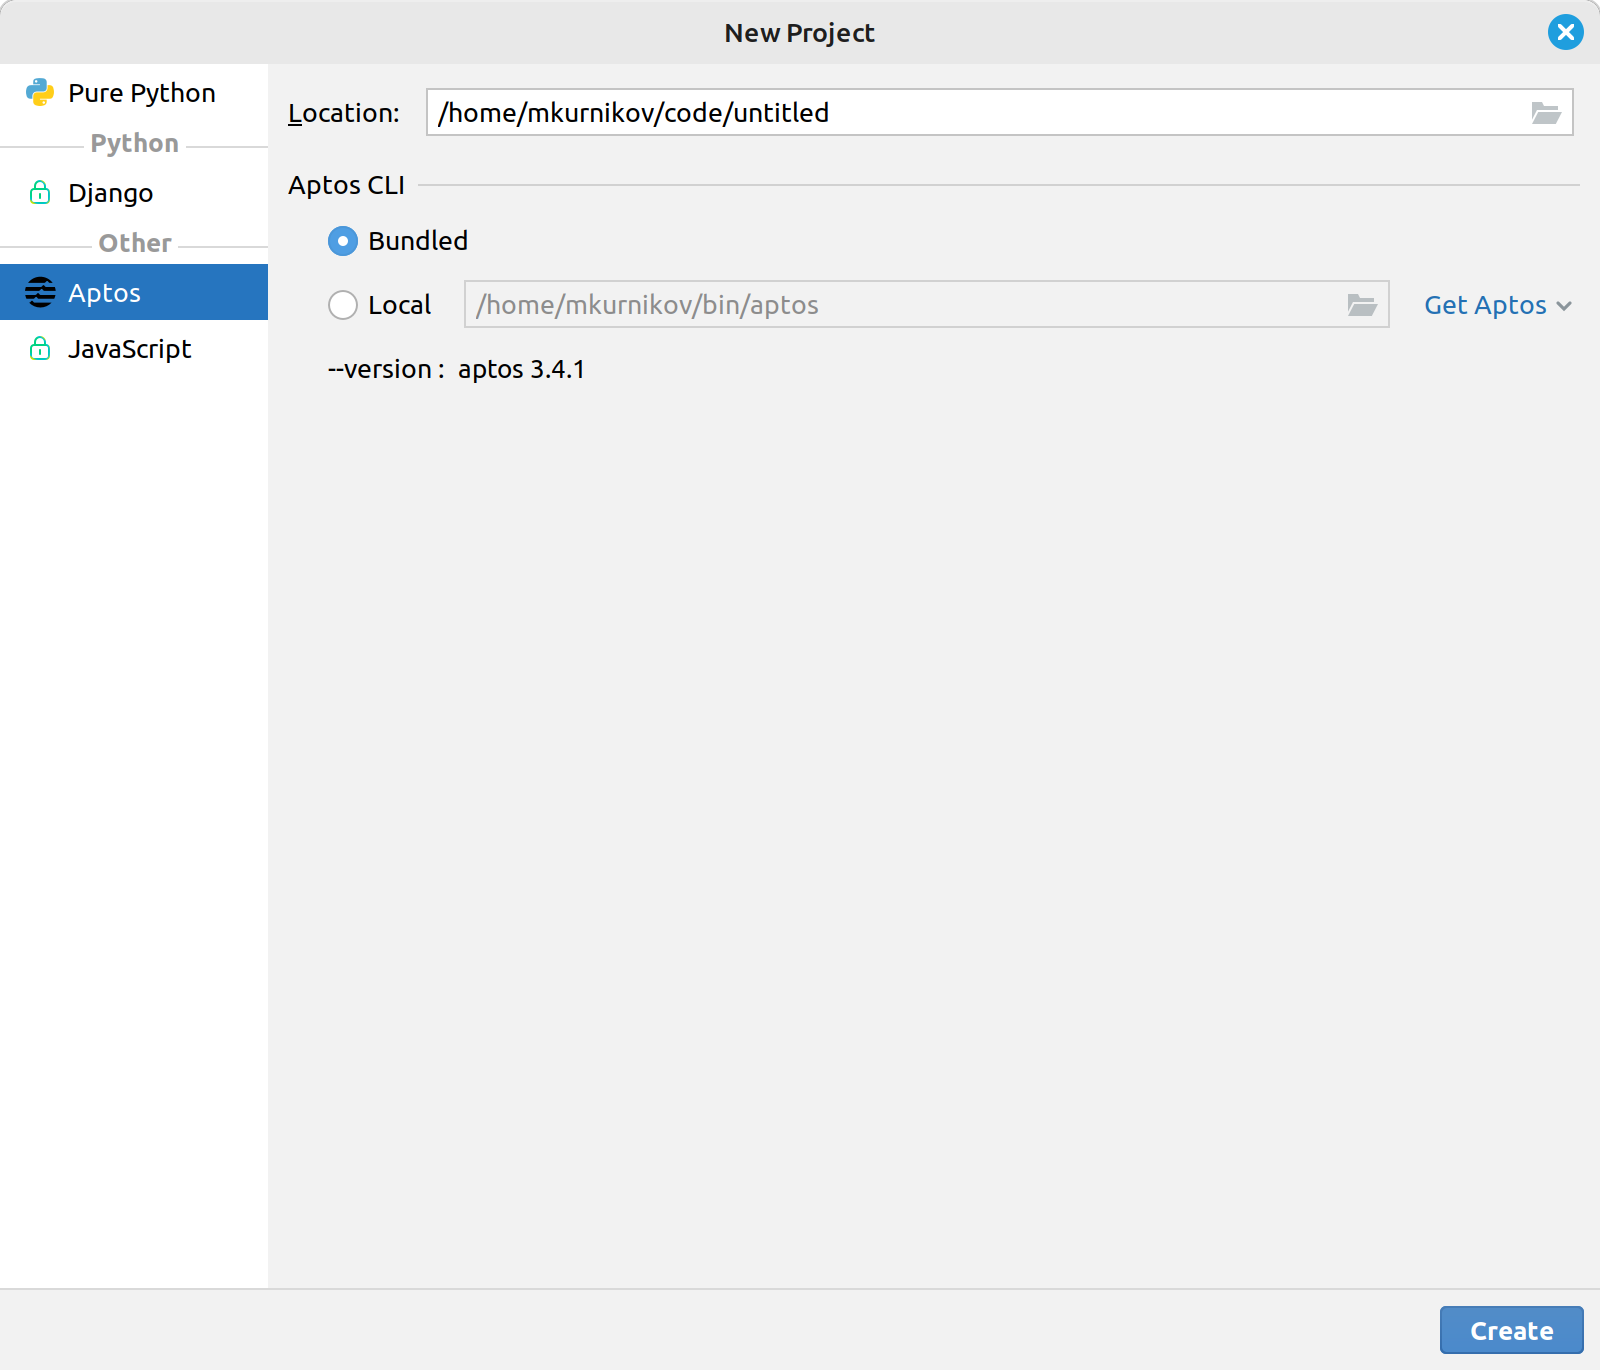 New Project
Pure Python
Python
Django
Other
Aptos
JavaScript
Location: /home/mkurnikov/code/untitled
Aptos CLI
Bundled
Local /home/mkurnikov/bin/aptos Get Aptos
--version : aptos 3.4.1
Create